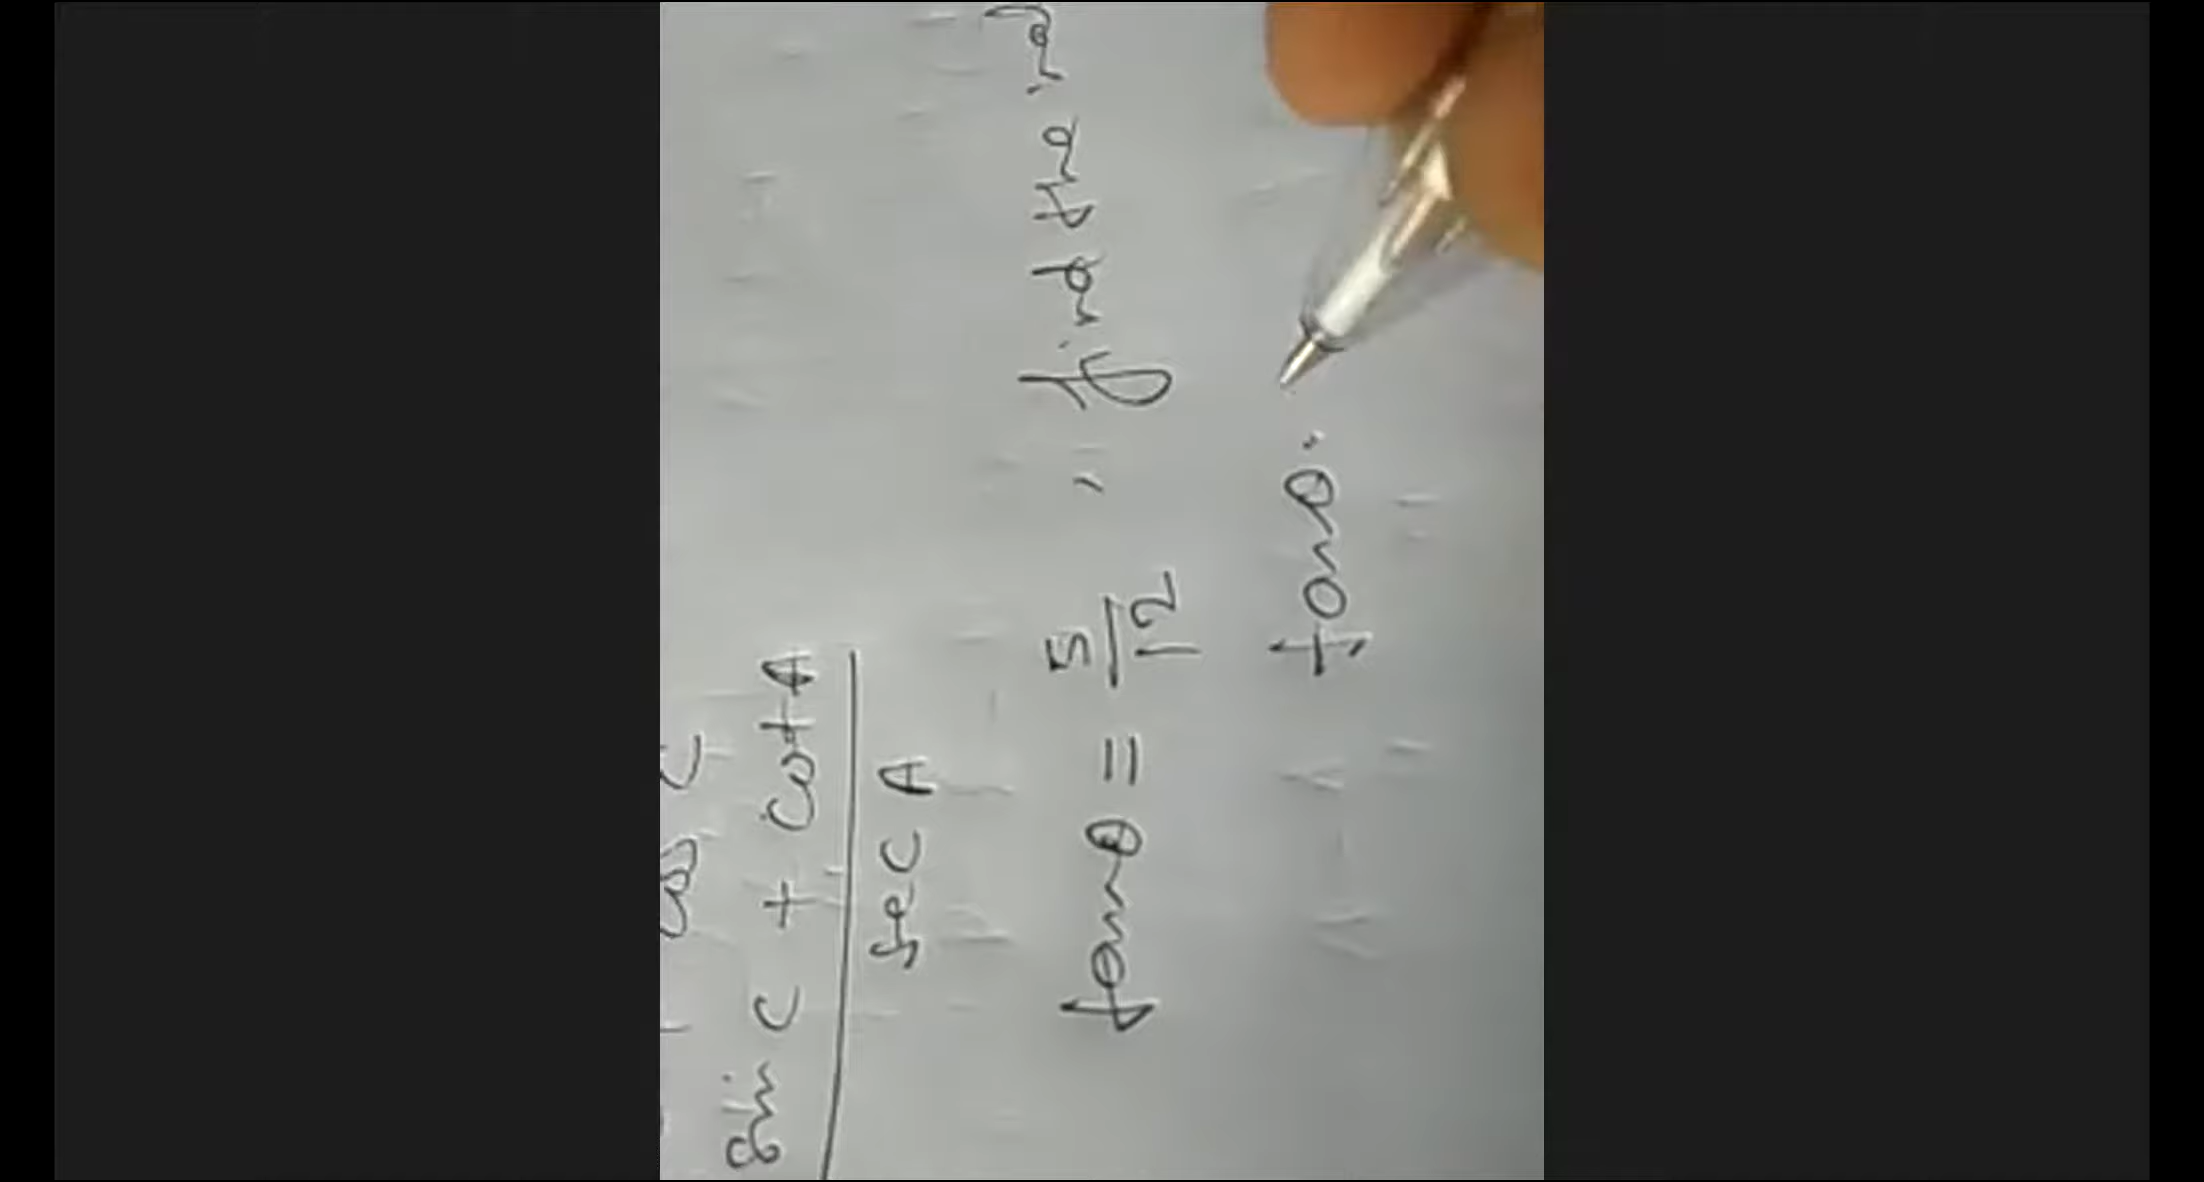 cos C
sin C + cot A
sec A
tanθ = 5/12 , find the
tanθ.